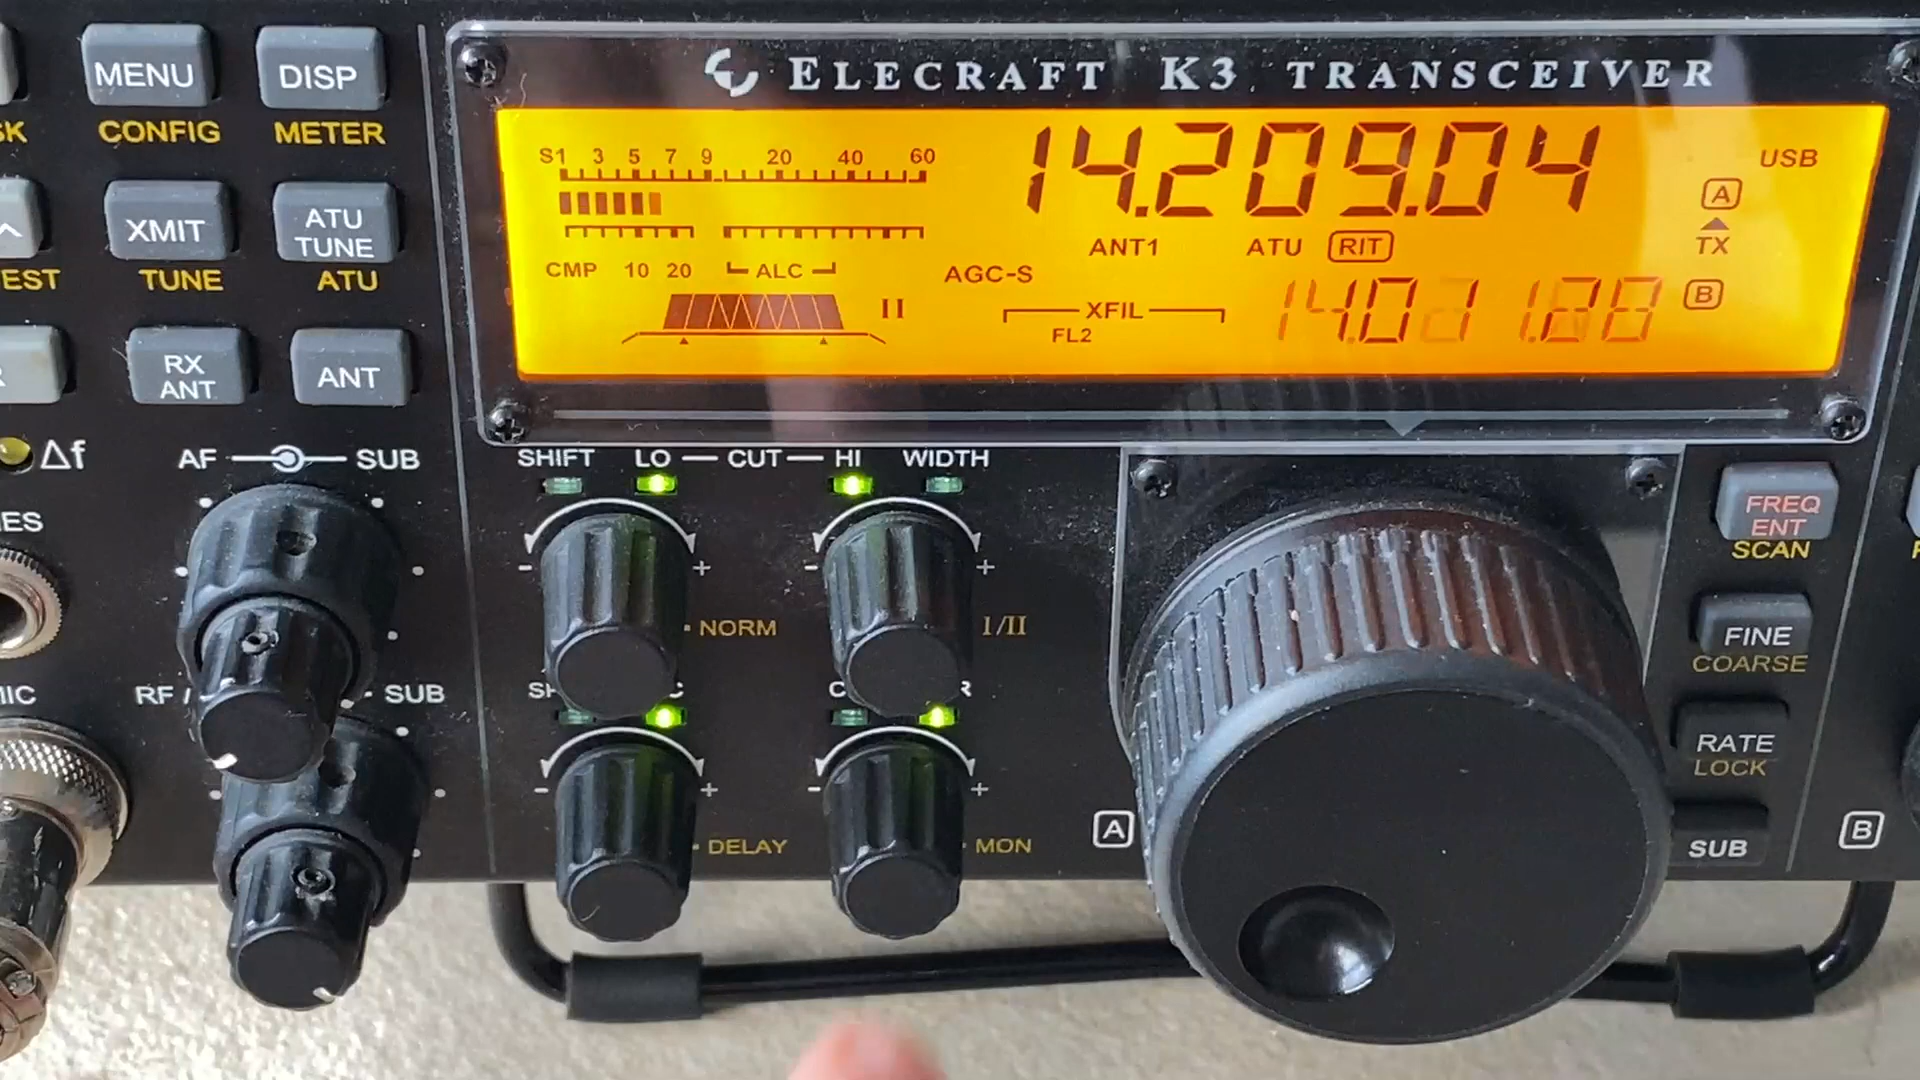 ELECRAFT K3 TRANSCEIVER
MENU
DISP
CONFIG
METER
XMIT
ATU
TUNE
TUNE
ATU
RX
ANT
ANT
Δf
S1 3 5 7 9 20 40 60
14.209.04
USB
A
TX
ANT1 ATU RIT
CMP 10 20 ALC
AGC-S
II
XFIL
FL2
B
AF SUB
SHIFT LO CUT HI WIDTH
- +
- +
NORM
I/II
RF SUB
- +
- +
DELAY
MON
A
FREQ
ENT
SCAN
FINE
COARSE
RATE
LOCK
SUB
B